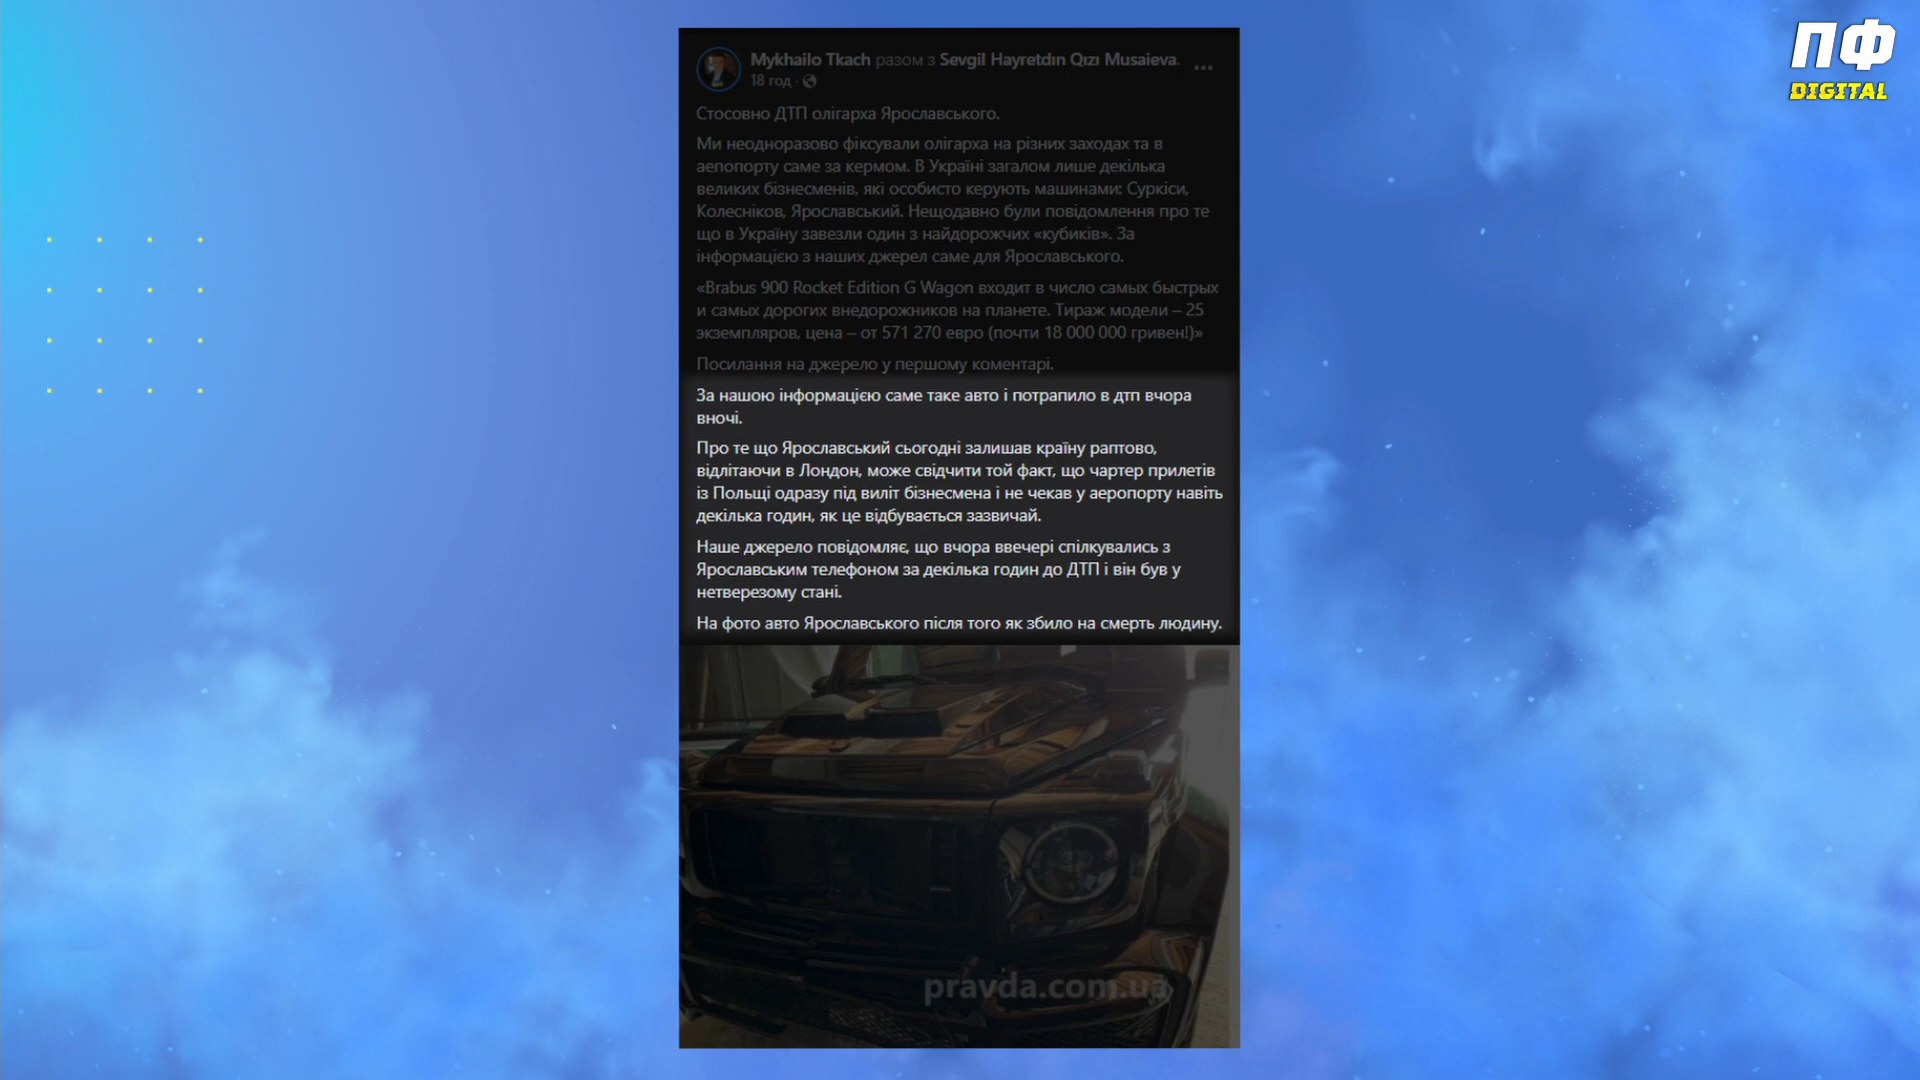 ПФ
DIGITAL
Mykhailo Tkach разом з Sevgil Hayretdın Qızı Musaieva.
18 год ·
Стосовно ДТП олігарха Ярославського.
Ми неодноразово фіксували олігарха на різних заходах та в
аепопорту саме за кермом. В Україні загалом лише декілька
великих бізнесменів, які особисто керують машинами: Суркіси,
Колесніков, Ярославський. Нещодавно були повідомлення про те
що в Україну завезли один з найдорожчих «кубиків». За
інформацією з наших джерел саме для Ярославського.
«Brabus 900 Rocket Edition G Wagon входит в число самых быстрых
и самых дорогих внедорожников на планете. Тираж модели – 25
экземпляров, цена – от 571 270 евро (почти 18 000 000 гривен!)»
Посилання на джерело у першому коментарі.
За нашою інформацією саме таке авто і потрапило в дтп вчора
вночі.
Про те що Ярославський сьогодні залишав країну раптово,
відлітаючи в Лондон, може свідчити той факт, що чартер прилетів
із Польщі одразу під виліт бізнесмена і не чекав у аеропорту навіть
декілька годин, як це відбувається зазвичай.
Наше джерело повідомляє, що вчора ввечері спілкувались з
Ярославським телефоном за декілька годин до ДТП і він був у
нетверезому стані.
На фото авто Ярославського після того як збило на смерть людину.
pravda.com.ua